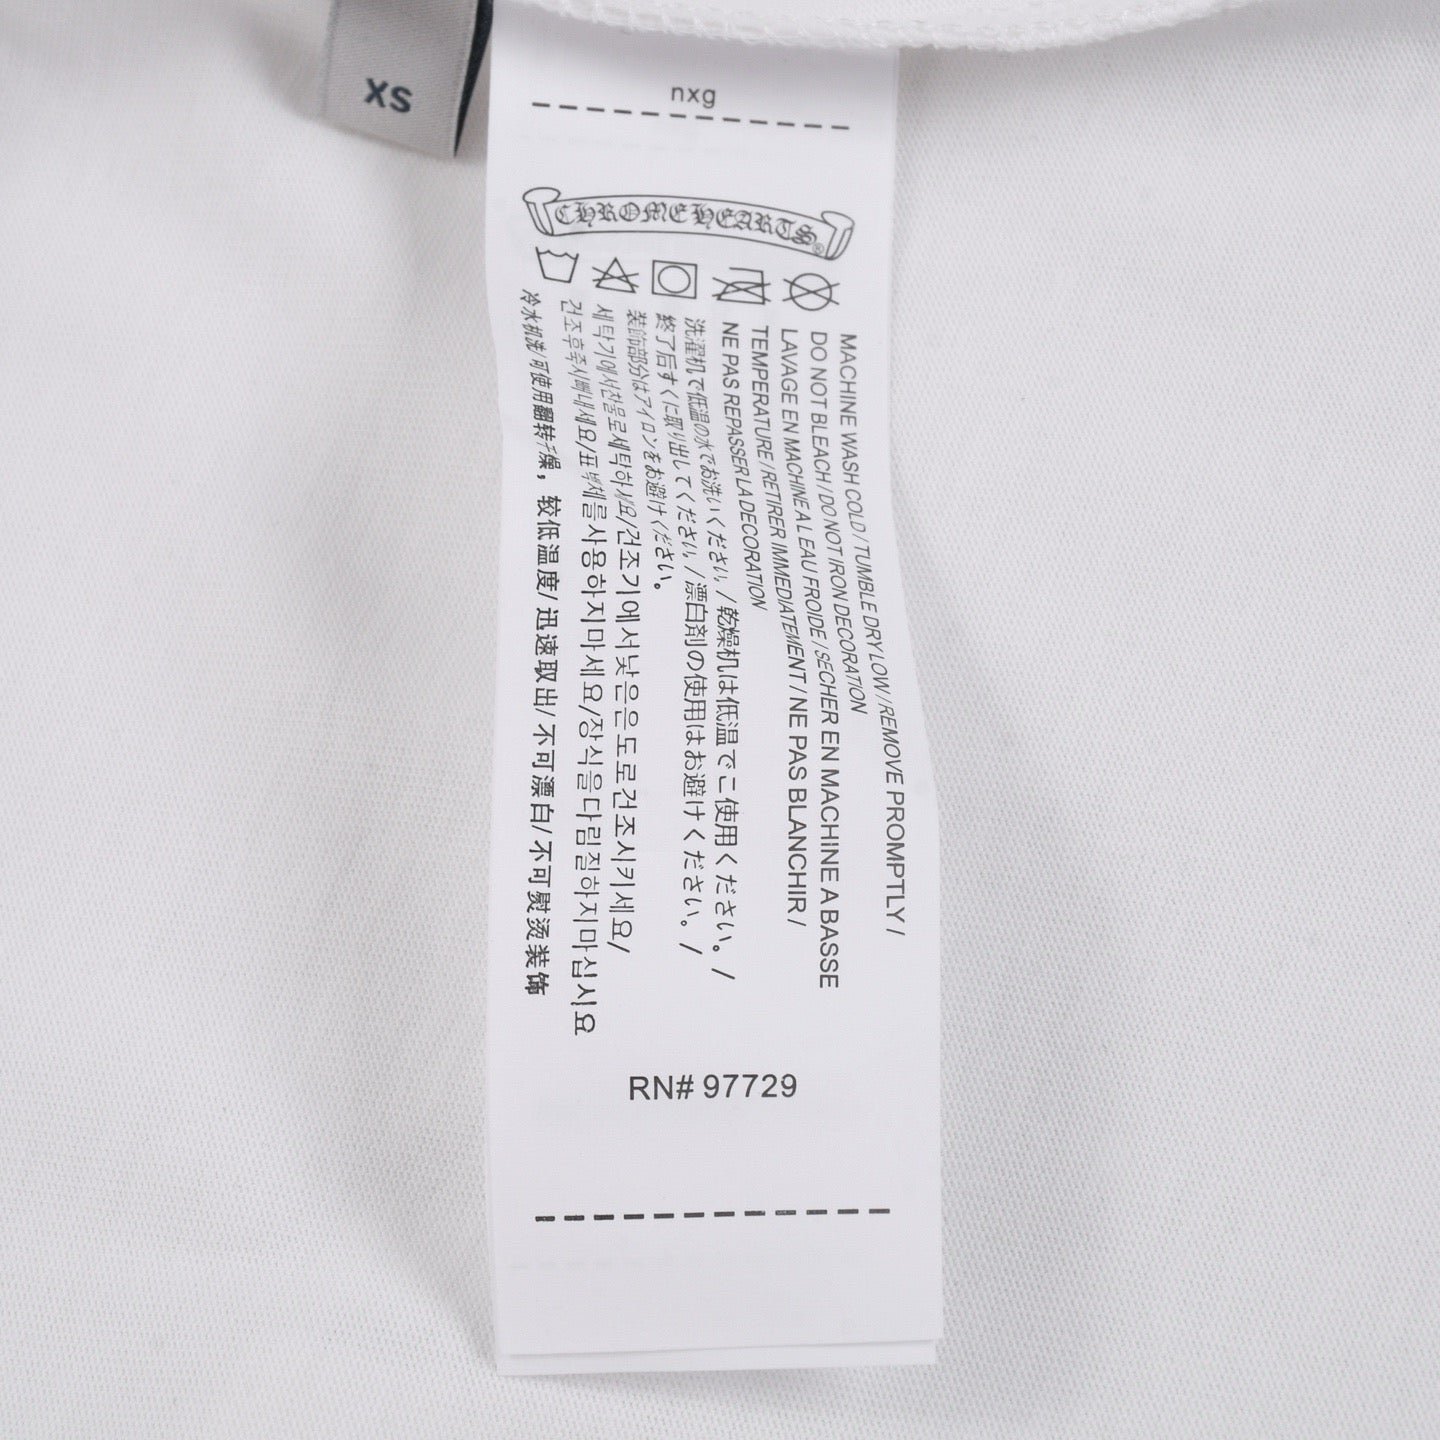 XS
nxg
CHROME HEARTS®
MACHINE WASH COLD/TUMBLE DRY LOW/REMOVE PROMPTLY/
DO NOT BLEACH/DO NOT IRON DECORATION
LAVAGE EN MACHINE A L EAU FROIDE/SECHER EN MACHINE A BASSE
TEMPERATURE/RETIRER IMMEDIATEMENT/NE PAS BLANCHIR/
NE PAS REPASSER LA DECORATION
洗濯机で低温の水でお洗いください。/乾燥机は低温でご使用ください。/
終了后すくに取り出してください。/漂白剤の使用はお避けください。/
装飾部分はアイロンをお避けください。
세탁기에서찬물로세탁하세요/건조기에서낮은온도로건조시키세요/
건조후즉시빼내세요/표백제를사용하지마세요/장식을다림질하지마십시요
冷水机洗/可使用翻转干燥，较低温度/迅速取出/不可漂白/不可熨烫装饰
RN# 97729